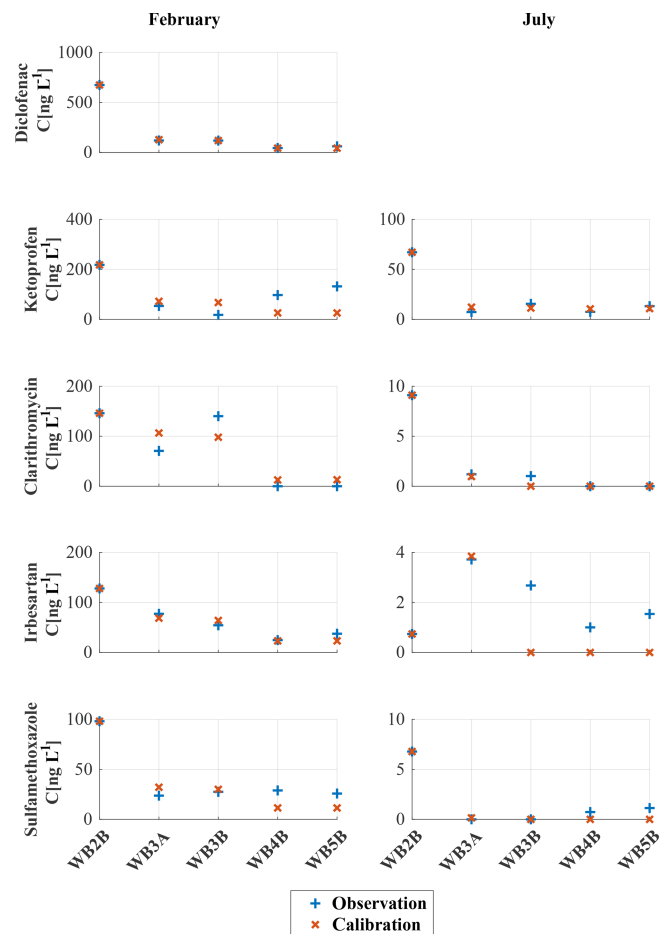 February
July
Diclofenac
C[ng L⁻¹]
1000
500
0
Ketoprofen
C[ng L⁻¹]
400
200
0
100
50
0
Clarithromycin
C[ng L⁻¹]
200
100
0
10
5
0
Irbesartan
C[ng L⁻¹]
200
100
0
4
2
0
Sulfamethoxazole
C[ng L⁻¹]
100
50
0
10
5
0
WB2B WB3A WB3B WB4B WB5B
WB2B WB3A WB3B WB4B WB5B
Observation
Calibration